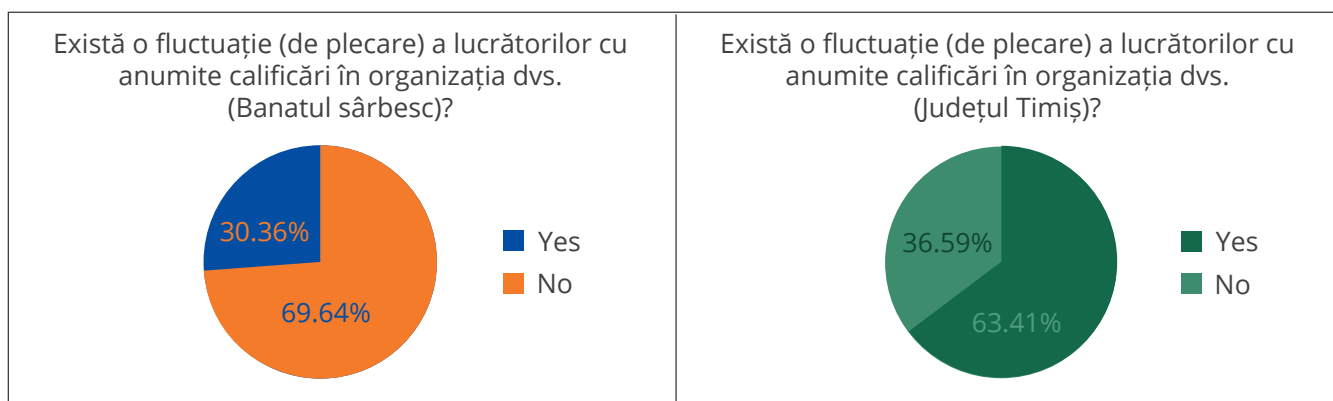 Există o fluctuație (de plecare) a lucrătorilor cu
anumite calificări în organizația dvs.
(Banatul sârbesc)?
30.36%
69.64%
Yes
No
Există o fluctuație (de plecare) a lucrătorilor cu
anumite calificări în organizația dvs.
(Județul Timiș)?
36.59%
63.41%
Yes
No